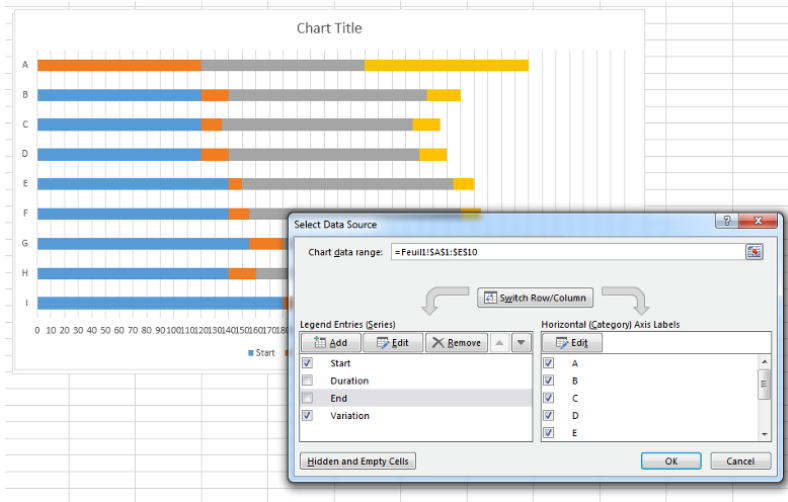 Chart Title
A
B
C
D
E
F
G
H
I
0 10 20 30 40 50 60 70 80 90 100 110 120 130 140 150 160 170 180
Start
Select Data Source
Chart data range: =Feuil1!$A$1:$E$10
Switch Row/Column
Legend Entries (Series)
Add Edit Remove
Start
Duration
End
Variation
Horizontal (Category) Axis Labels
Edit
A
B
C
D
E
Hidden and Empty Cells
OK Cancel